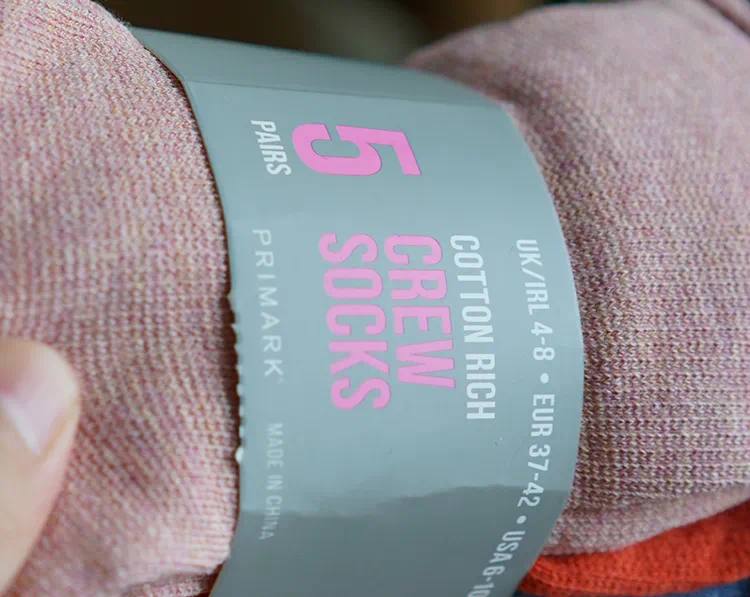 UK/IRL 4-8 • EUR 37-42 • USA 6-10
COTTON RICH
CREW
SOCKS
5
PAIRS
PRIMARK
MADE IN CHINA